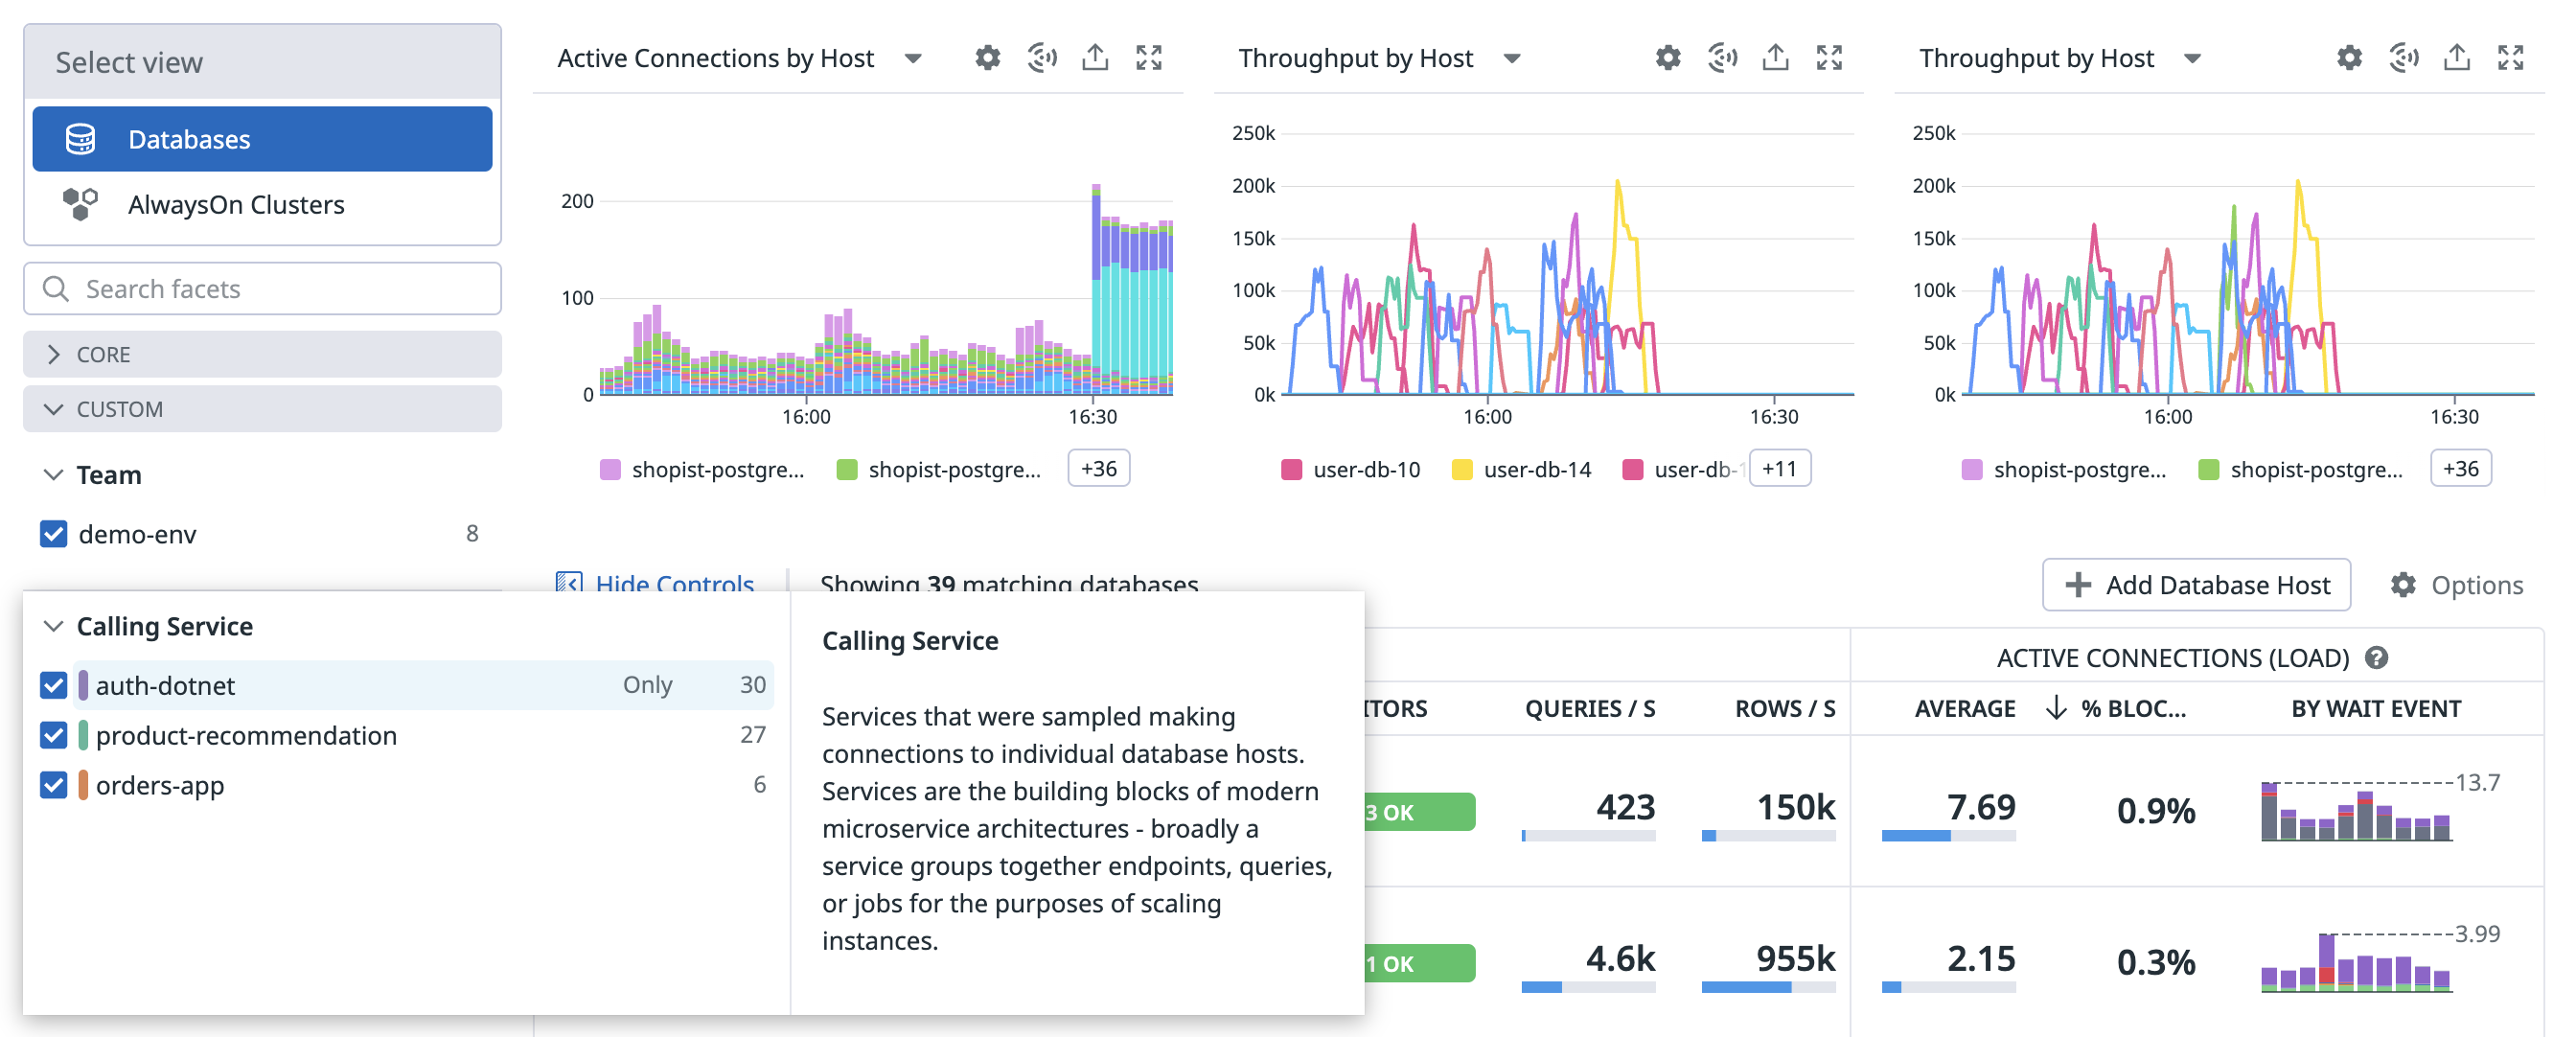 Select view
Databases
AlwaysOn Clusters
Search facets
CORE
CUSTOM
Team
demo-env 8
Active Connections by Host
200
100
0
16:00 16:30
shopist-postgre... shopist-postgre... +36
Throughput by Host
250k
200k
150k
100k
50k
0k
16:00 16:30
user-db-10 user-db-14 user-db- +11
Throughput by Host
250k
200k
150k
100k
50k
0k
16:00 16:30
shopist-postgre... shopist-postgre... +36
Hide Controls Showing 39 matching databases
Add Database Host Options
Calling Service
auth-dotnet Only 30
product-recommendation 27
orders-app 6
Calling Service
Services that were sampled making
connections to individual database hosts.
Services are the building blocks of modern
microservice architectures - broadly a
service groups together endpoints, queries,
or jobs for the purposes of scaling
instances.
ACTIVE CONNECTIONS (LOAD)
ITORS QUERIES / S ROWS / S AVERAGE % BLOC... BY WAIT EVENT
3 OK 423 150k 7.69 0.9% 13.7
1 OK 4.6k 955k 2.15 0.3% 3.99